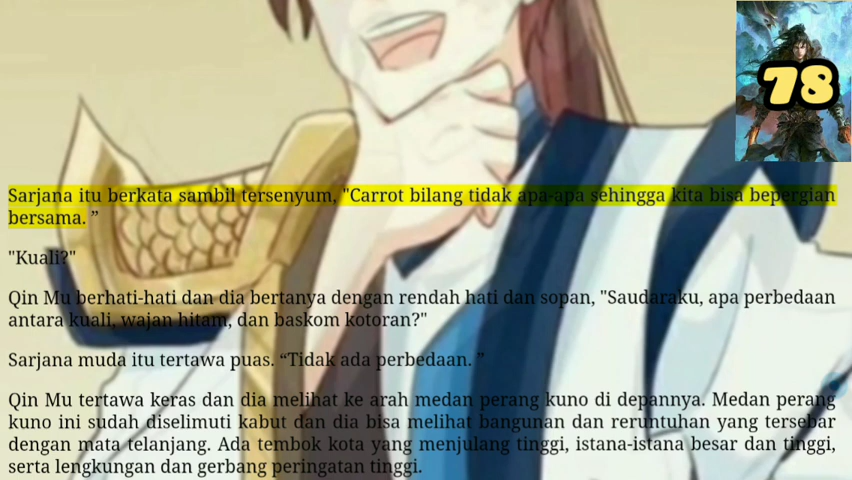 78
Sarjana itu berkata sambil tersenyum, "Carrot bilang tidak apa-apa sehingga kita bisa bepergian
bersama. ”
"Kuali?"
Qin Mu berhati-hati dan dia bertanya dengan rendah hati dan sopan, "Saudaraku, apa perbedaan
antara kuali, wajan hitam, dan baskom kotoran?"
Sarjana muda itu tertawa puas. “Tidak ada perbedaan. ”
Qin Mu tertawa keras dan dia melihat ke arah medan perang kuno di depannya. Medan perang
kuno ini sudah diselimuti kabut dan dia bisa melihat bangunan dan reruntuhan yang tersebar
dengan mata telanjang. Ada tembok kota yang menjulang tinggi, istana-istana besar dan tinggi,
serta lengkungan dan gerbang peringatan tinggi.